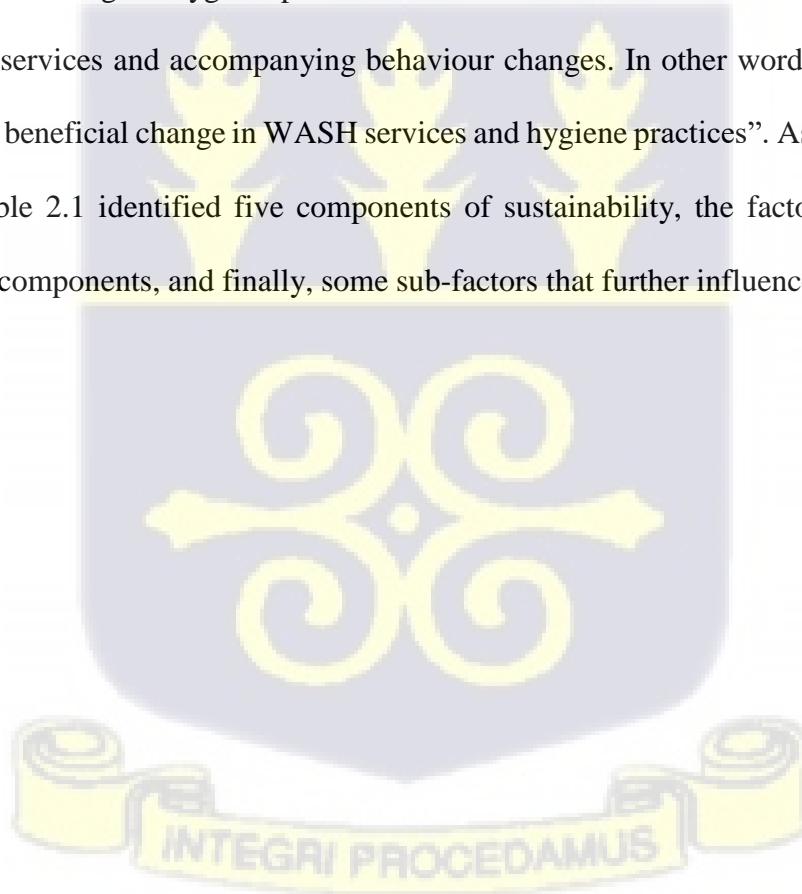 services and accompanying behaviour changes. In other word
beneficial change in WASH services and hygiene practices”. As
2.1 identified five components of sustainability, the facto
components, and finally, some sub-factors that further influenc
INTEGRI PROCEDAMUS